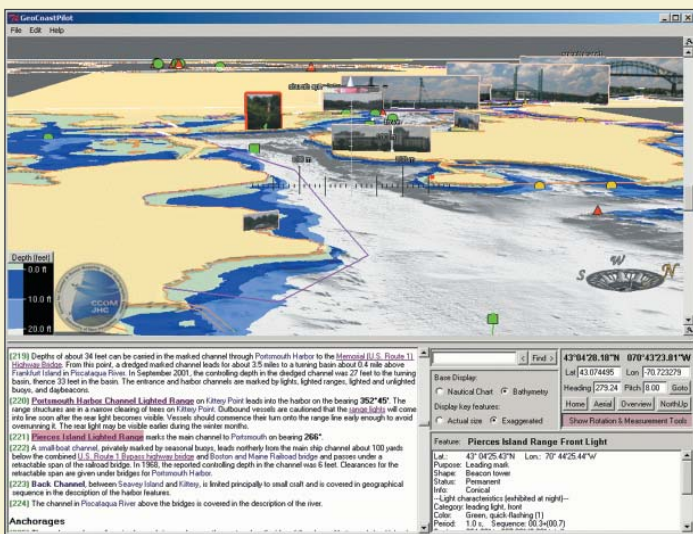 GeoCoastPilot
File Edit Help
Depth (feet)
0.0 ft
10.0 ft
20.0 ft
CCOM
JHC
W
S
N
[219] Depths of about 34 feet can be carried in the marked channel through Portsmouth Harbor to the Memorial (U.S. Route 1)
Highway Bridge. From this point, a dredged marked channel leads for about 3.5 miles to a turning basin about 0.4 mile above
Frankfort Island in Piscataqua River. In September 2001, the controlling depth in the dredged channel was 27 feet to the turning
basin, thence 33 feet in the basin. The entrance and harbor channels are marked by lights, lighted ranges, lighted and unlighted
buoys, and daybeacons.
[220] Portsmouth Harbor Channel Lighted Range on Kittery Point leads into the harbor on the bearing 352°45". The
range structures are in a narrow clearing of trees on Kittery Point. Outbound vessels are cautioned that the range lights will come
into line soon after the rear light becomes visible. Vessels should commence their turn onto the range line early enough to avoid
overrunning it. The rear light may be visible earlier during the winter months.
[221] Pierces Island Lighted Range marks the main channel to Portsmouth on bearing 266°.
[222] A small-boat channel, privately marked by seasonal buoys, leads northerly from the main ship channel about 100 yards
below the combined U.S. Route 1 Bypass highway bridge and Boston and Maine Railroad bridge and passes under a
retractable span of the railroad bridge. In 1968, the reported controlling depth in the channel was 6 feet. Clearances for the
retractable span are given under bridges for Portsmouth Harbor.
[223] Back Channel, between Seavey Island and Kittery, is limited principally to small craft and is covered in geographical
sequence in the description of the harbor features.
[224] The channel in Piscataqua River above the bridges is covered in the description of the river.
Anchorages
< Find >
Base Display:
Nautical Chart Bathymetry
Display key features:
Actual size Exaggerated
43°04'28.18"N 070°43'23.81"W
Lat 43.074495 Lon -70.723279
Heading 279.24 Pitch 8.00 Goto
Home Aerial Overview NorthUp
Show Rotation & Measurement Tools
Feature: Pierces Island Range Front Light
Lat.: 43° 04'25.43"N Lon.: 70° 44'25.44"W
Purpose: Leading mark
Shape: Beacon tower
Status: Permanent
Info: Conical
--Light characteristics (exhibited at night)--
Category: leading light, front
Color: Green, quick-flashing (1)
Period: 1.0 s, Sequence: 00.3+(00.7)